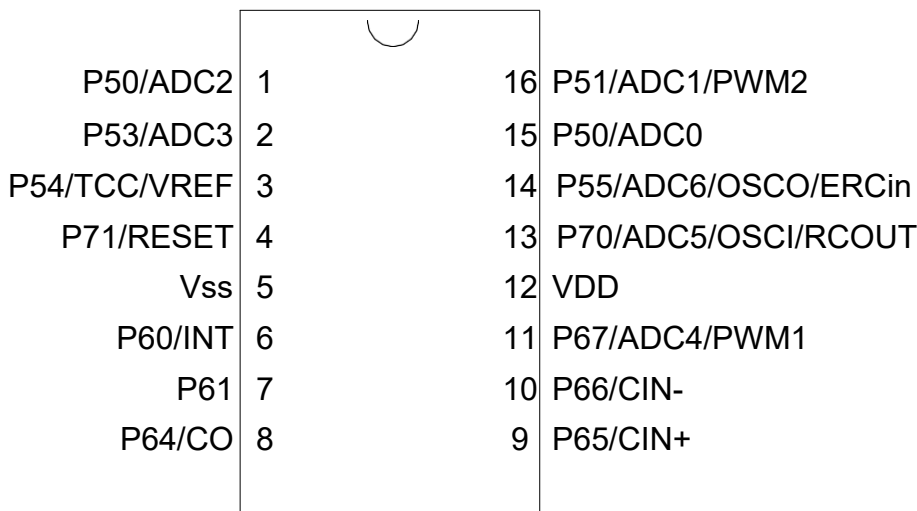 P50/ADC2 1 16 P51/ADC1/PWM2
P53/ADC3 2 15 P50/ADC0
P54/TCC/VREF 3 14 P55/ADC6/OSCO/ERCin
P71/RESET 4 13 P70/ADC5/OSCI/RCOUT
Vss 5 12 VDD
P60/INT 6 11 P67/ADC4/PWM1
P61 7 10 P66/CIN-
P64/CO 8 9 P65/CIN+